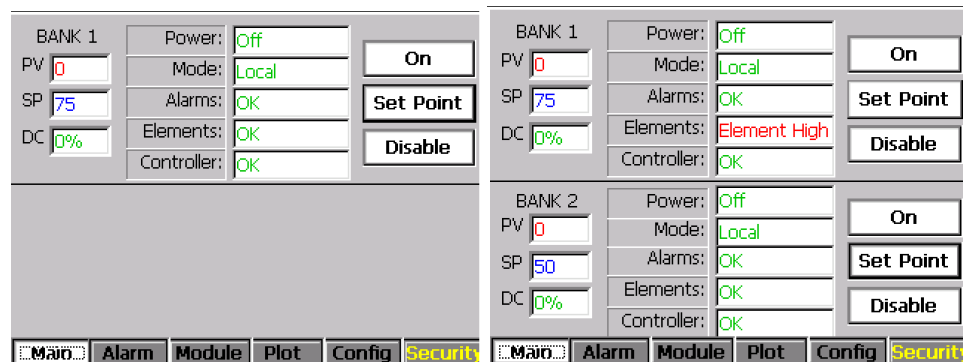 BANK 1
Power: Off
PV 0
Mode: Local
On
SP 75
Alarms: OK
Set Point
DC 0%
Elements: OK
Disable
Controller: OK
Main Alarm Module Plot Config Security
BANK 1
Power: Off
PV 0
Mode: Local
On
SP 75
Alarms: OK
Set Point
DC 0%
Elements: Element High
Disable
Controller: OK
BANK 2
Power: Off
PV 0
Mode: Local
On
SP 50
Alarms: OK
Set Point
DC 0%
Elements: OK
Disable
Controller: OK
Main Alarm Module Plot Config Security